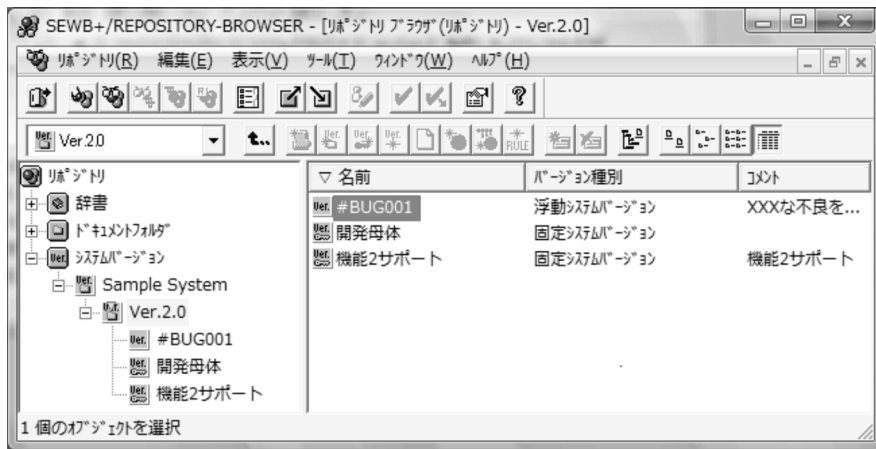 SEWB+/REPOSITORY-BROWSER - [ﾘﾎﾟｼﾞﾄﾘ ﾌﾞﾗｳｻﾞ(ﾘﾎﾟｼﾞﾄﾘ) - Ver.2.0]
ﾘﾎﾟｼﾞﾄﾘ(R) 編集(E) 表示(V) ﾂｰﾙ(T) ｳｨﾝﾄﾞｳ(W) ﾍﾙﾌﾟ(H)
Ver.2.0
ﾘﾎﾟｼﾞﾄﾘ
辞書
ﾄﾞｷｭﾒﾝﾄﾌｫﾙﾀﾞ
ｼｽﾃﾑﾊﾞｰｼﾞｮﾝ
Sample System
Ver.2.0
#BUG001
開発母体
機能2サポート
名前 ﾊﾞｰｼﾞｮﾝ種別 ｺﾒﾝﾄ
#BUG001 浮動ｼｽﾃﾑﾊﾞｰｼﾞｮﾝ XXXな不良を...
開発母体 固定ｼｽﾃﾑﾊﾞｰｼﾞｮﾝ
機能2サポート 固定ｼｽﾃﾑﾊﾞｰｼﾞｮﾝ 機能2サポート
1 個のｵﾌﾞｼﾞｪｸﾄを選択